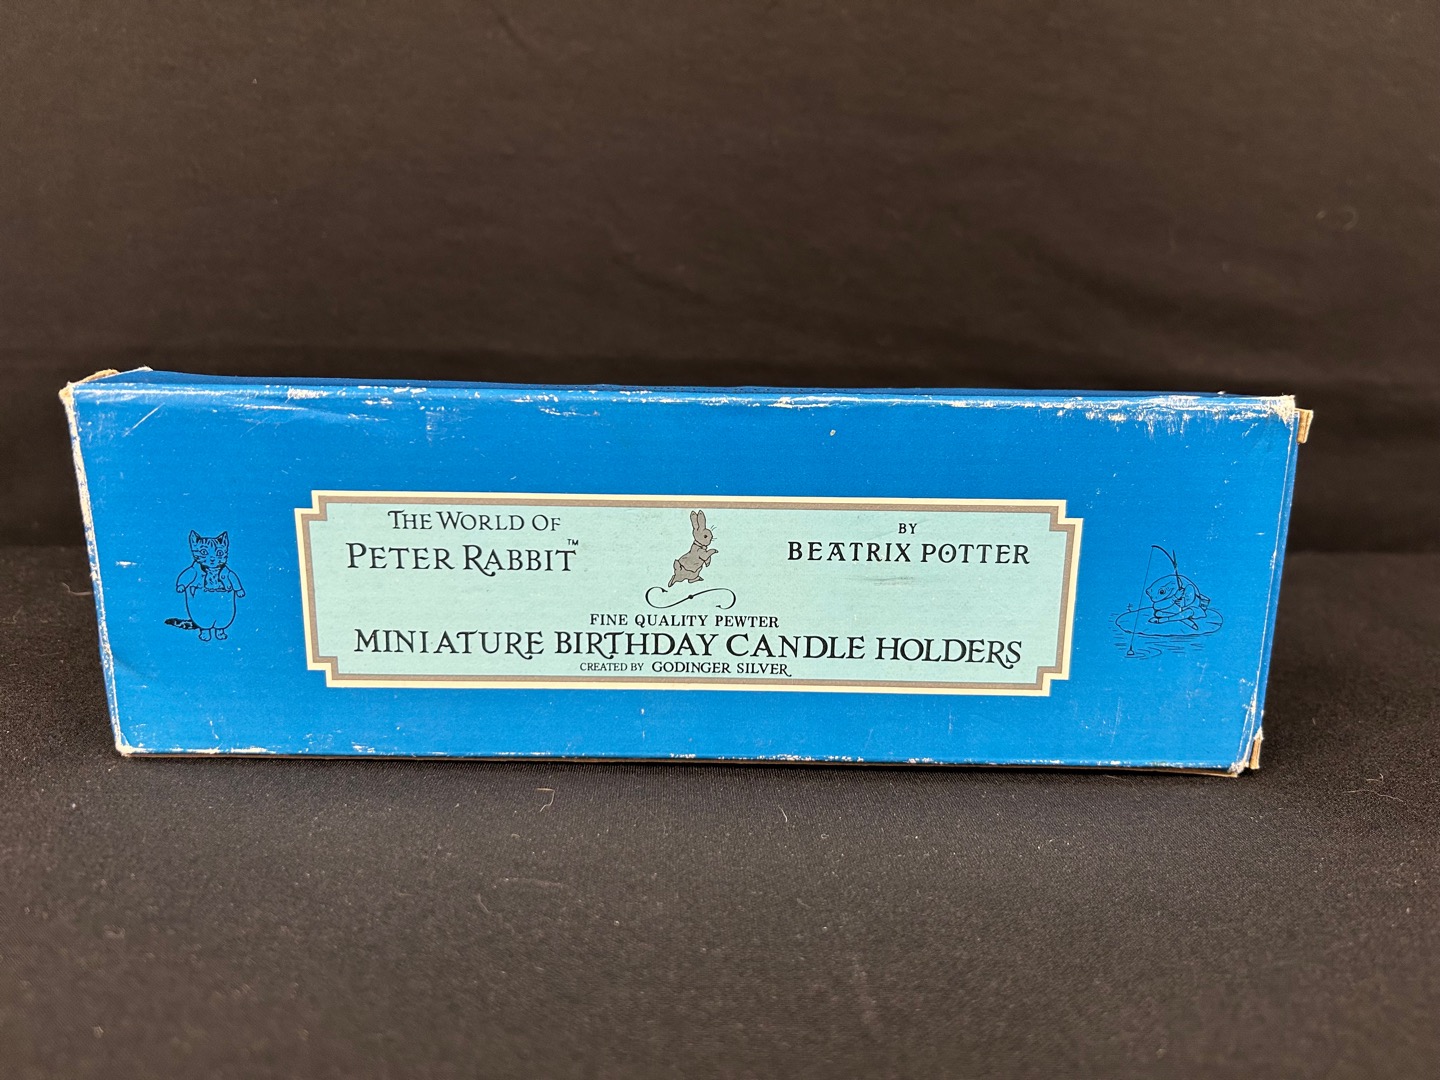 THE WORLD OF
PETER RABBIT™
BY
BEATRIX POTTER
FINE QUALITY PEWTER
MINIATURE BIRTHDAY CANDLE HOLDERS
CREATED BY GODINGER SILVER